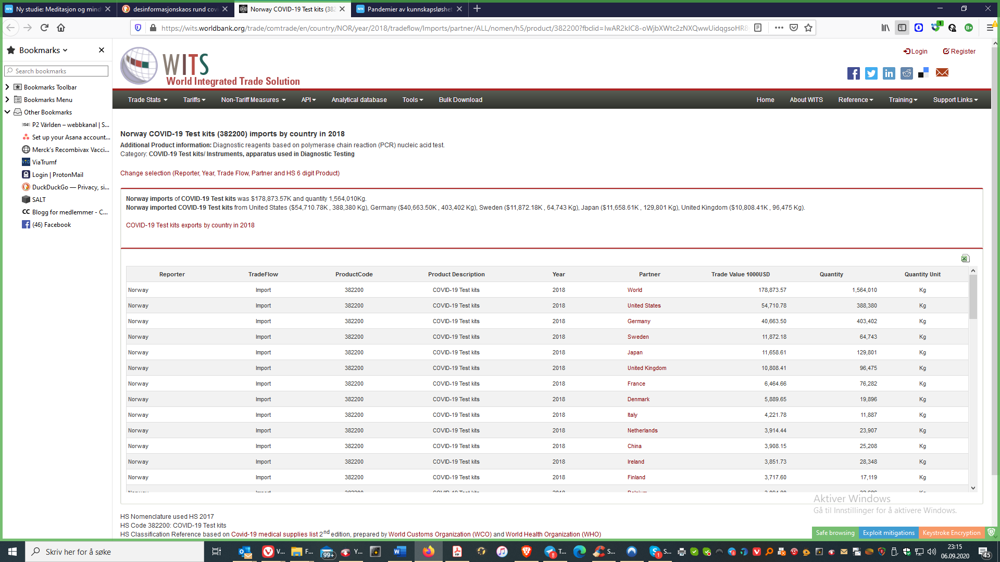 Ny studie: Meditasjon og mind
desinformasjonskaos rund covi
Norway COVID-19 Test kits (382
Pandemier av kunnskapsløshet
https://wits.worldbank.org/trade/comtrade/en/country/NOR/year/2018/tradeflow/Imports/partner/ALL/nomen/h5/product/382200?fbclid=IwAR2kIC8-oWjbXWtc2zNXQwwUidqgsoHR8
Bookmarks
Search bookmarks
Bookmarks Toolbar
Bookmarks Menu
Other Bookmarks
P2 Världen – webbkanal | S...
Set up your Asana account...
Merck's Recombivax Vacci...
ViaTrumf
Login | ProtonMail
DuckDuckGo — Privacy, si...
SALT
CC Blogg for medlemmer - C...
(46) Facebook
WITS
World Integrated Trade Solution
Login Register
Trade Stats Tariffs Non-Tariff Measures API Analytical database Tools Bulk Download Home About WITS Reference Training Support Links
Norway COVID-19 Test kits (382200) imports by country in 2018
Additional Product information: Diagnostic reagents based on polymerase chain reaction (PCR) nucleic acid test.
Category: COVID-19 Test kits/ Instruments, apparatus used in Diagnostic Testing
Change selection (Reporter, Year, Trade Flow, Partner and HS 6 digit Product)
Norway imports of COVID-19 Test kits was $178,873.57K and quantity 1,564,010Kg.
Norway imported COVID-19 Test kits from United States ($54,710.78K , 388,380 Kg), Germany ($40,663.50K , 403,402 Kg), Sweden ($11,872.18K , 64,743 Kg), Japan ($11,658.61K , 129,801 Kg), United Kingdom ($10,808.41K , 96,475 Kg).
COVID-19 Test kits exports by country in 2018
Reporter TradeFlow ProductCode Product Description Year Partner Trade Value 1000USD Quantity Quantity Unit
Norway Import 382200 COVID-19 Test kits 2018 World 178,873.57 1,564,010 Kg
Norway Import 382200 COVID-19 Test kits 2018 United States 54,710.78 388,380 Kg
Norway Import 382200 COVID-19 Test kits 2018 Germany 40,663.50 403,402 Kg
Norway Import 382200 COVID-19 Test kits 2018 Sweden 11,872.18 64,743 Kg
Norway Import 382200 COVID-19 Test kits 2018 Japan 11,658.61 129,801 Kg
Norway Import 382200 COVID-19 Test kits 2018 United Kingdom 10,808.41 96,475 Kg
Norway Import 382200 COVID-19 Test kits 2018 France 6,464.66 76,282 Kg
Norway Import 382200 COVID-19 Test kits 2018 Denmark 5,889.65 19,896 Kg
Norway Import 382200 COVID-19 Test kits 2018 Italy 4,221.78 11,887 Kg
Norway Import 382200 COVID-19 Test kits 2018 Netherlands 3,914.44 23,907 Kg
Norway Import 382200 COVID-19 Test kits 2018 China 3,908.15 25,208 Kg
Norway Import 382200 COVID-19 Test kits 2018 Ireland 3,851.73 28,348 Kg
Norway Import 382200 COVID-19 Test kits 2018 Finland 3,717.60 17,119 Kg
Aktiver Windows
Gå til Innstillinger for å aktivere Windows.
HS Nomenclature used HS 2017
HS Code 382200: COVID-19 Test kits
HS Classification Reference based on Covid-19 medical supplies list 2nd edition, prepared by World Customs Organization (WCO) and World Health Organization (WHO)
Safe browsing Exploit mitigations Keystroke Encryption
Skriv her for å søke
V... F... 99+ Y... T... S... S...
23:15
06.09.2020
45